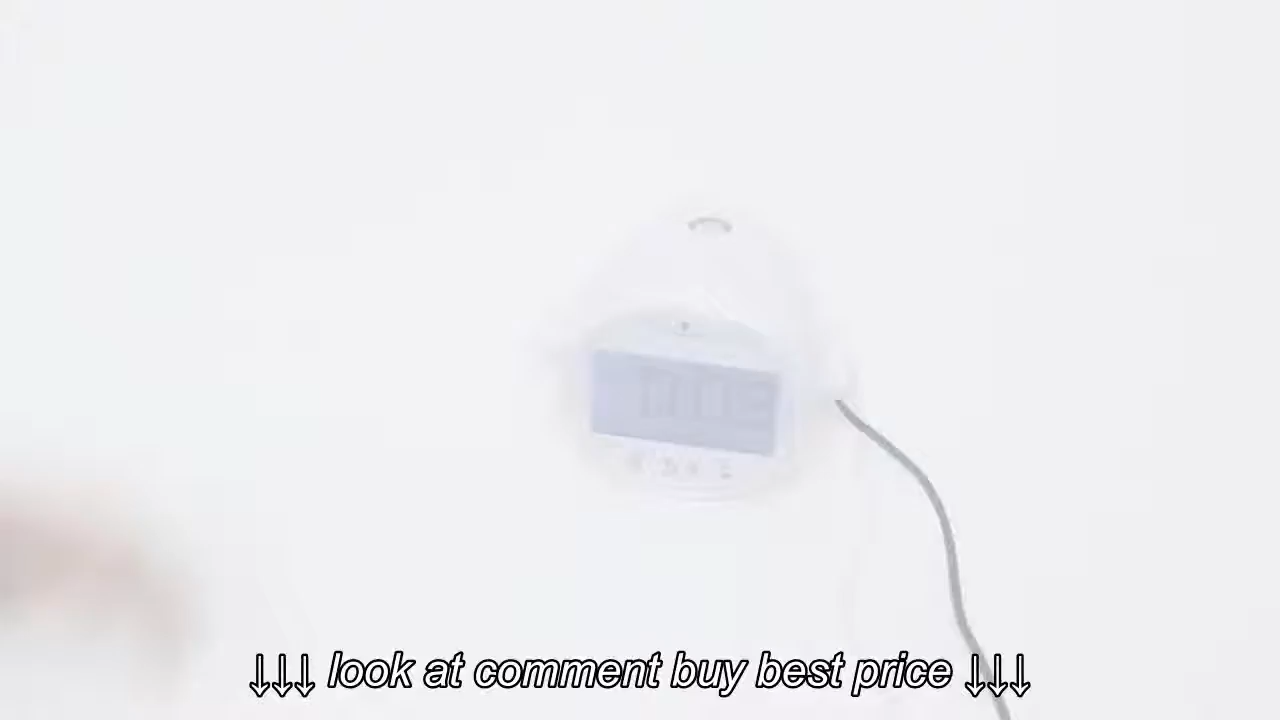 ↓↓↓ look at comment buy best price ↓↓↓